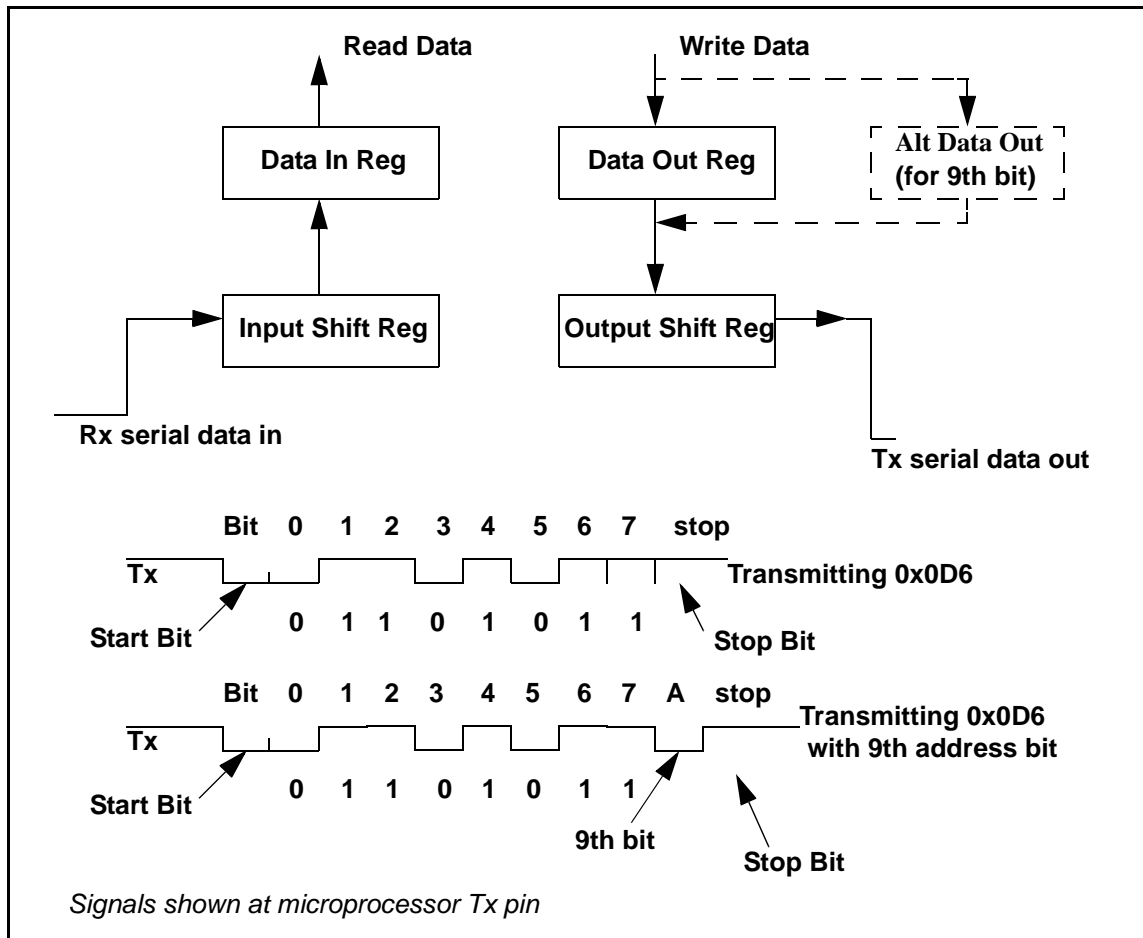 Read Data
Write Data
Data In Reg
Data Out Reg
Alt Data Out
(for 9th bit)
Input Shift Reg
Output Shift Reg
Rx serial data in
Tx serial data out
Bit 0 1 2 3 4 5 6 7 stop
Tx
Transmitting 0x0D6
Start Bit
0 1 1 0 1 0 1 1
Stop Bit
Bit 0 1 2 3 4 5 6 7 A stop
Tx
Transmitting 0x0D6
with 9th address bit
Start Bit
0 1 1 0 1 0 1 1
9th bit
Stop Bit
Signals shown at microprocessor Tx pin